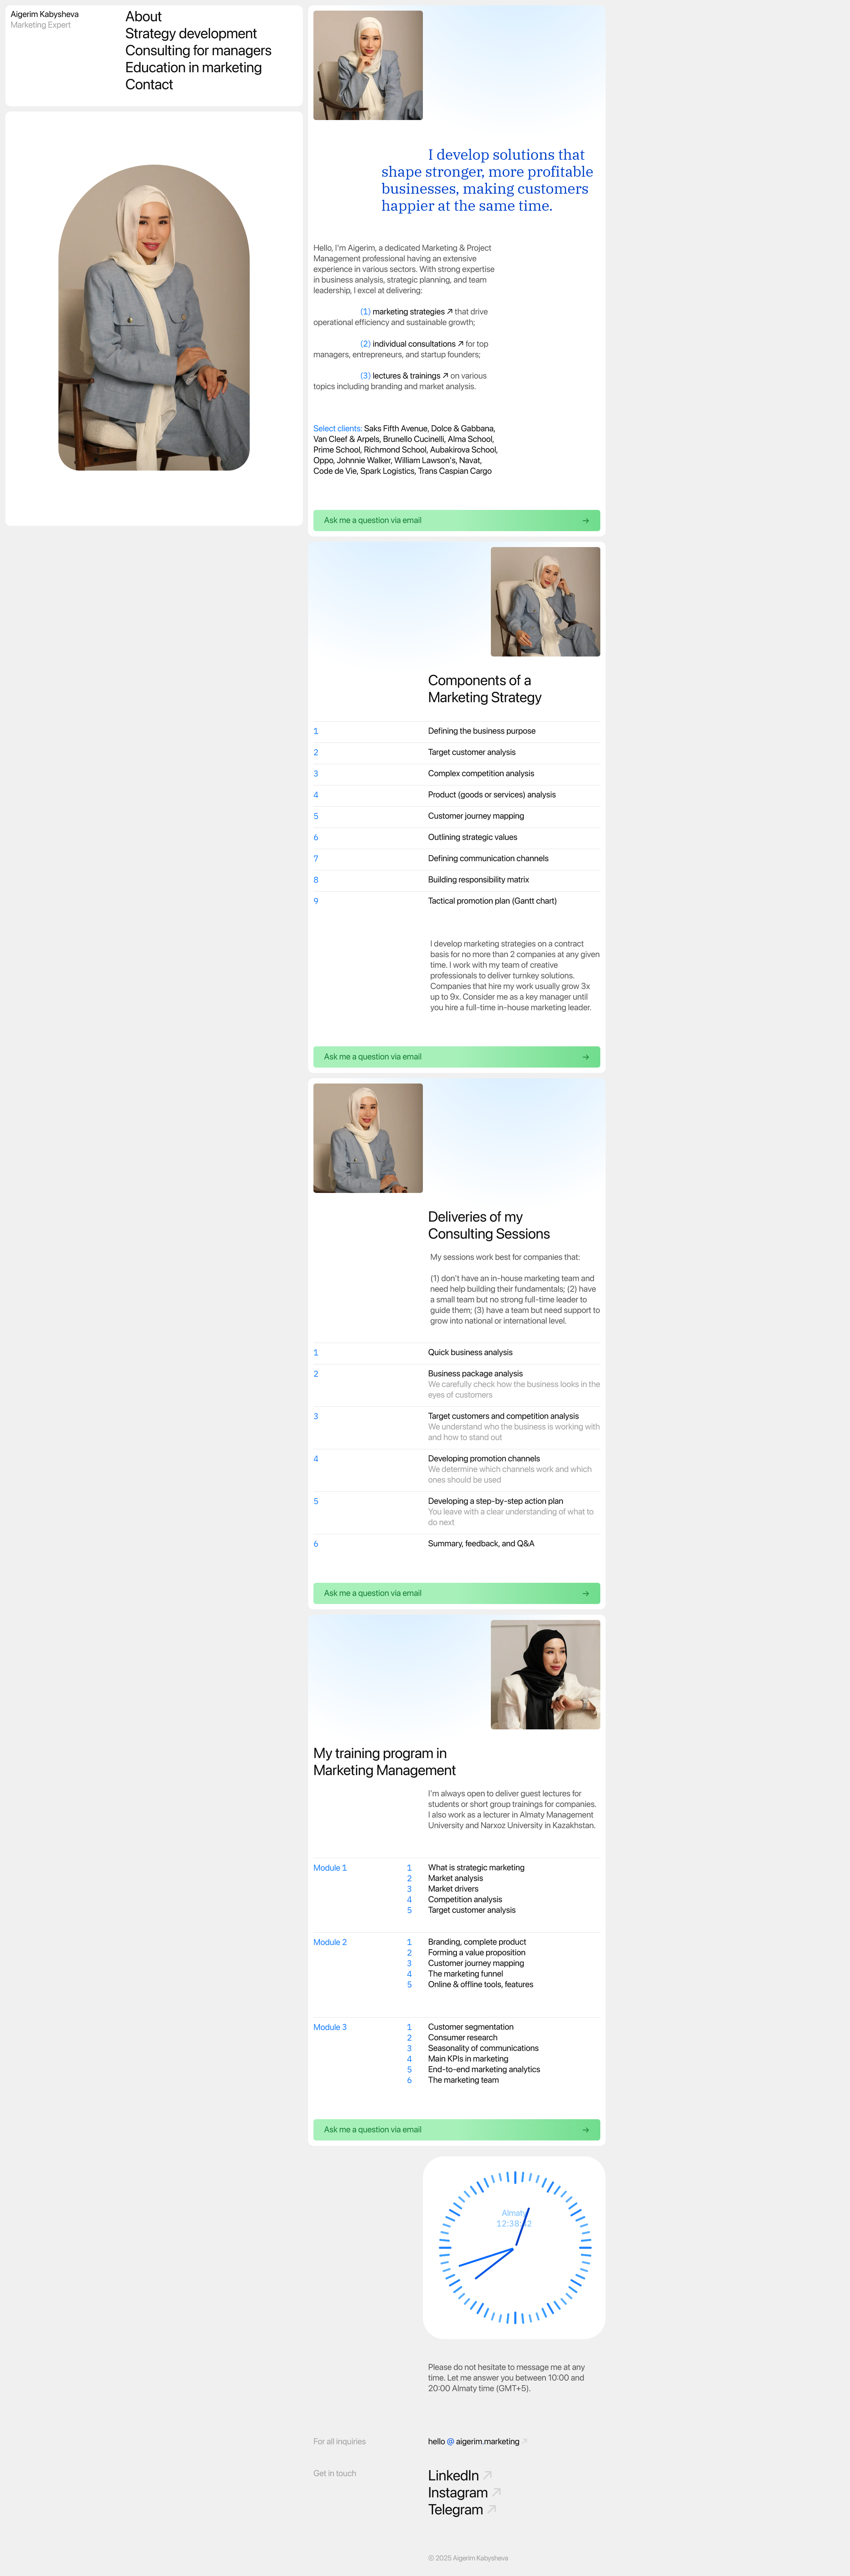 Aigerim Kabysheva
Marketing Expert
About
Strategy development
Consulting for managers
Education in marketing
Contact
I develop solutions that
shape stronger, more profitable
businesses, making customers
happier at the same time.
Hello, I'm Aigerim, a dedicated Marketing & Project
Management professional having an extensive
experience in various sectors. With strong expertise
in business analysis, strategic planning, and team
leadership, I excel at delivering:
(1) marketing strategies ↗ that drive
operational efficiency and sustainable growth;
(2) individual consultations ↗ for top
managers, entrepreneurs, and startup founders;
(3) lectures & trainings ↗ on various
topics including branding and market analysis.
Select clients: Saks Fifth Avenue, Dolce & Gabbana,
Van Cleef & Arpels, Brunello Cucinelli, Alma School,
Prime School, Richmond School, Aubakirova School,
Oppo, Johnnie Walker, William Lawson's, Navat,
Code de Vie, Spark Logistics, Trans Caspian Cargo
Ask me a question via email →
Components of a
Marketing Strategy
1 Defining the business purpose
2 Target customer analysis
3 Complex competition analysis
4 Product (goods or services) analysis
5 Customer journey mapping
6 Outlining strategic values
7 Defining communication channels
8 Building responsibility matrix
9 Tactical promotion plan (Gantt chart)
I develop marketing strategies on a contract
basis for no more than 2 companies at any given
time. I work with my team of creative
professionals to deliver turnkey solutions.
Companies that hire my work usually grow 3x
up to 9x. Consider me as a key manager until
you hire a full-time in-house marketing leader.
Ask me a question via email →
Deliveries of my
Consulting Sessions
My sessions work best for companies that:
(1) don't have an in-house marketing team and
need help building their fundamentals; (2) have
a small team but no strong full-time leader to
guide them; (3) have a team but need support to
grow into national or international level.
1 Quick business analysis
2 Business package analysis
We carefully check how the business looks in the
eyes of customers
3 Target customers and competition analysis
We understand who the business is working with
and how to stand out
4 Developing promotion channels
We determine which channels work and which
ones should be used
5 Developing a step-by-step action plan
You leave with a clear understanding of what to
do next
6 Summary, feedback, and Q&A
Ask me a question via email →
My training program in
Marketing Management
I'm always open to deliver guest lectures for
students or short group trainings for companies.
I also work as a lecturer in Almaty Management
University and Narxoz University in Kazakhstan.
Module 1
1 What is strategic marketing
2 Market analysis
3 Market drivers
4 Competition analysis
5 Target customer analysis
Module 2
1 Branding, complete product
2 Forming a value proposition
3 Customer journey mapping
4 The marketing funnel
5 Online & offline tools, features
Module 3
1 Customer segmentation
2 Consumer research
3 Seasonality of communications
4 Main KPIs in marketing
5 End-to-end marketing analytics
6 The marketing team
Ask me a question via email →
Almaty
12:38:42
Please do not hesitate to message me at any
time. Let me answer you between 10:00 and
20:00 Almaty time (GMT+5).
For all inquiries
hello @ aigerim.marketing ↗
Get in touch
LinkedIn ↗
Instagram ↗
Telegram ↗
© 2025 Aigerim Kabysheva